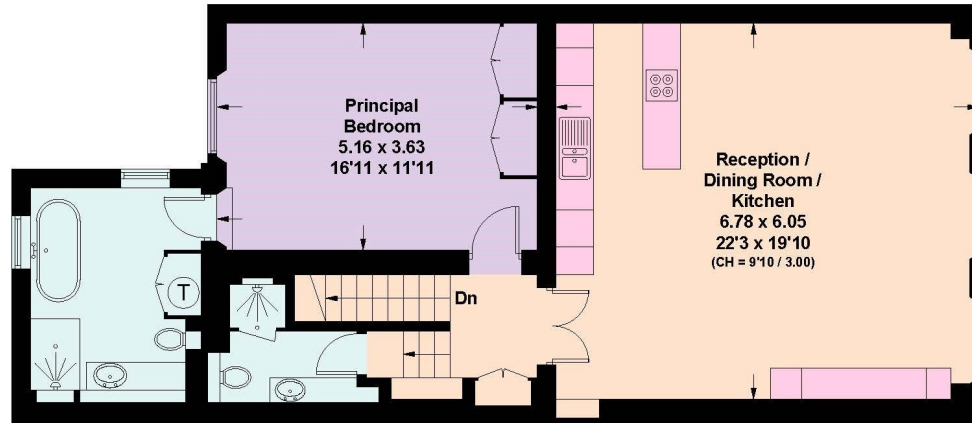 Principal
Bedroom
5.16 x 3.63
16'11 x 11'11
Reception /
Dining Room /
Kitchen
6.78 x 6.05
22'3 x 19'10
(CH = 9'10 / 3.00)
T
Dn